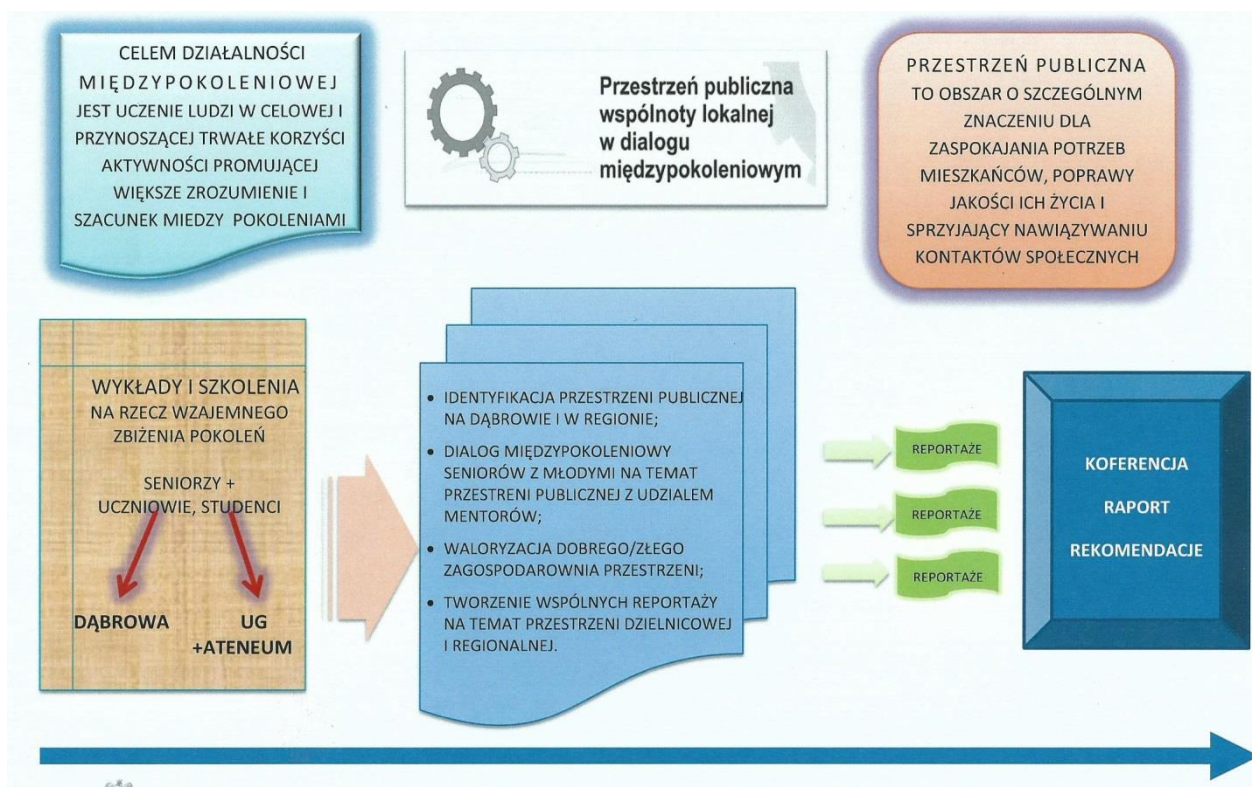 CELEM DZIAŁALNOŚCI
MIĘDZYPOKOLENIOWEJ
JEST UCZENIE LUDZI W CELOWEJ I
PRZYNOSZĄCEJ TRWAŁE KORZYŚCI
AKTYWNOŚCI PROMUJĄCEJ
WIĘKSZE ZROZUMIENIE I
SZACUNEK MIEDZY POKOLENIAMI
Przestrzeń publiczna
wspólnoty lokalnej
w dialogu
międzypokoleniowym
PRZESTRZEŃ PUBLICZNA
TO OBSZAR O SZCZEGÓLNYM
ZNACZENIU DLA
ZASPOKAJANIA POTRZEB
MIESZKAŃCÓW, POPRAWY
JAKOŚCI ICH ŻYCIA I
SPRZYJAJĄCY NAWIĄZYWANIU
KONTAKTÓW SPOŁECZNYCH
WYKŁADY I SZKOLENIA
NA RZECZ WZAJEMNEGO
ZBIŻENIA POKOLEŃ
SENIORZY +
UCZNIOWIE, STUDENCI
DĄBROWA
UG
+ATENEUM
• IDENTYFIKACJA PRZESTRZENI PUBLICZNEJ
NA DĄBROWIE I W REGIONIE;
• DIALOG MIĘDZYPOKOLENIOWY
SENIORÓW Z MŁODYMI NA TEMAT
PRZESTRENI PUBLICZNEJ Z UDZIALEM
MENTORÓW;
• WALORYZACJA DOBREGO/ZŁEGO
ZAGOSPODAROWNIA PRZESTRZENI;
• TWORZENIE WSPÓLNYCH REPORTAŻY
NA TEMAT PRZESTRZENI DZIELNICOWEJ
I REGIONALNEJ.
REPORTAŻE
REPORTAŻE
REPORTAŻE
KOFERENCJA
RAPORT
REKOMENDACJE